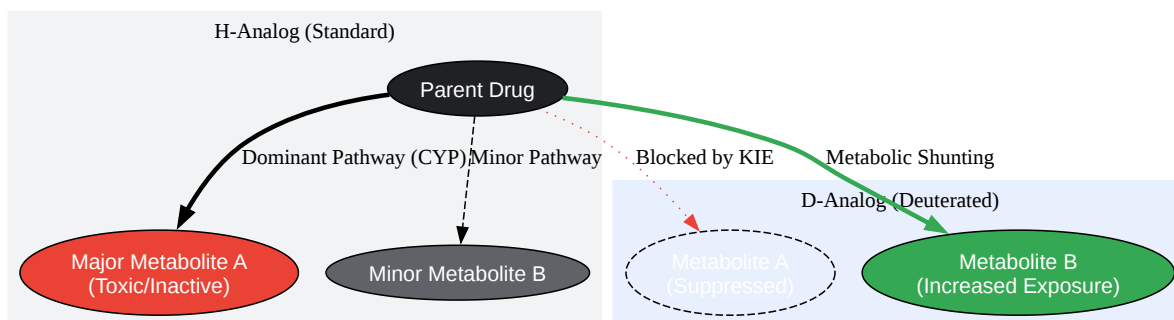 H-Analog (Standard)
Parent Drug
Dominant Pathway (CYP)
Minor Pathway
Blocked by KIE
Metabolic Shunting
D-Analog (Deuterated)
Major Metabolite A
(Toxic/Inactive)
Minor Metabolite B
Metabolite A
(Suppressed)
Metabolite B
(Increased Exposure)